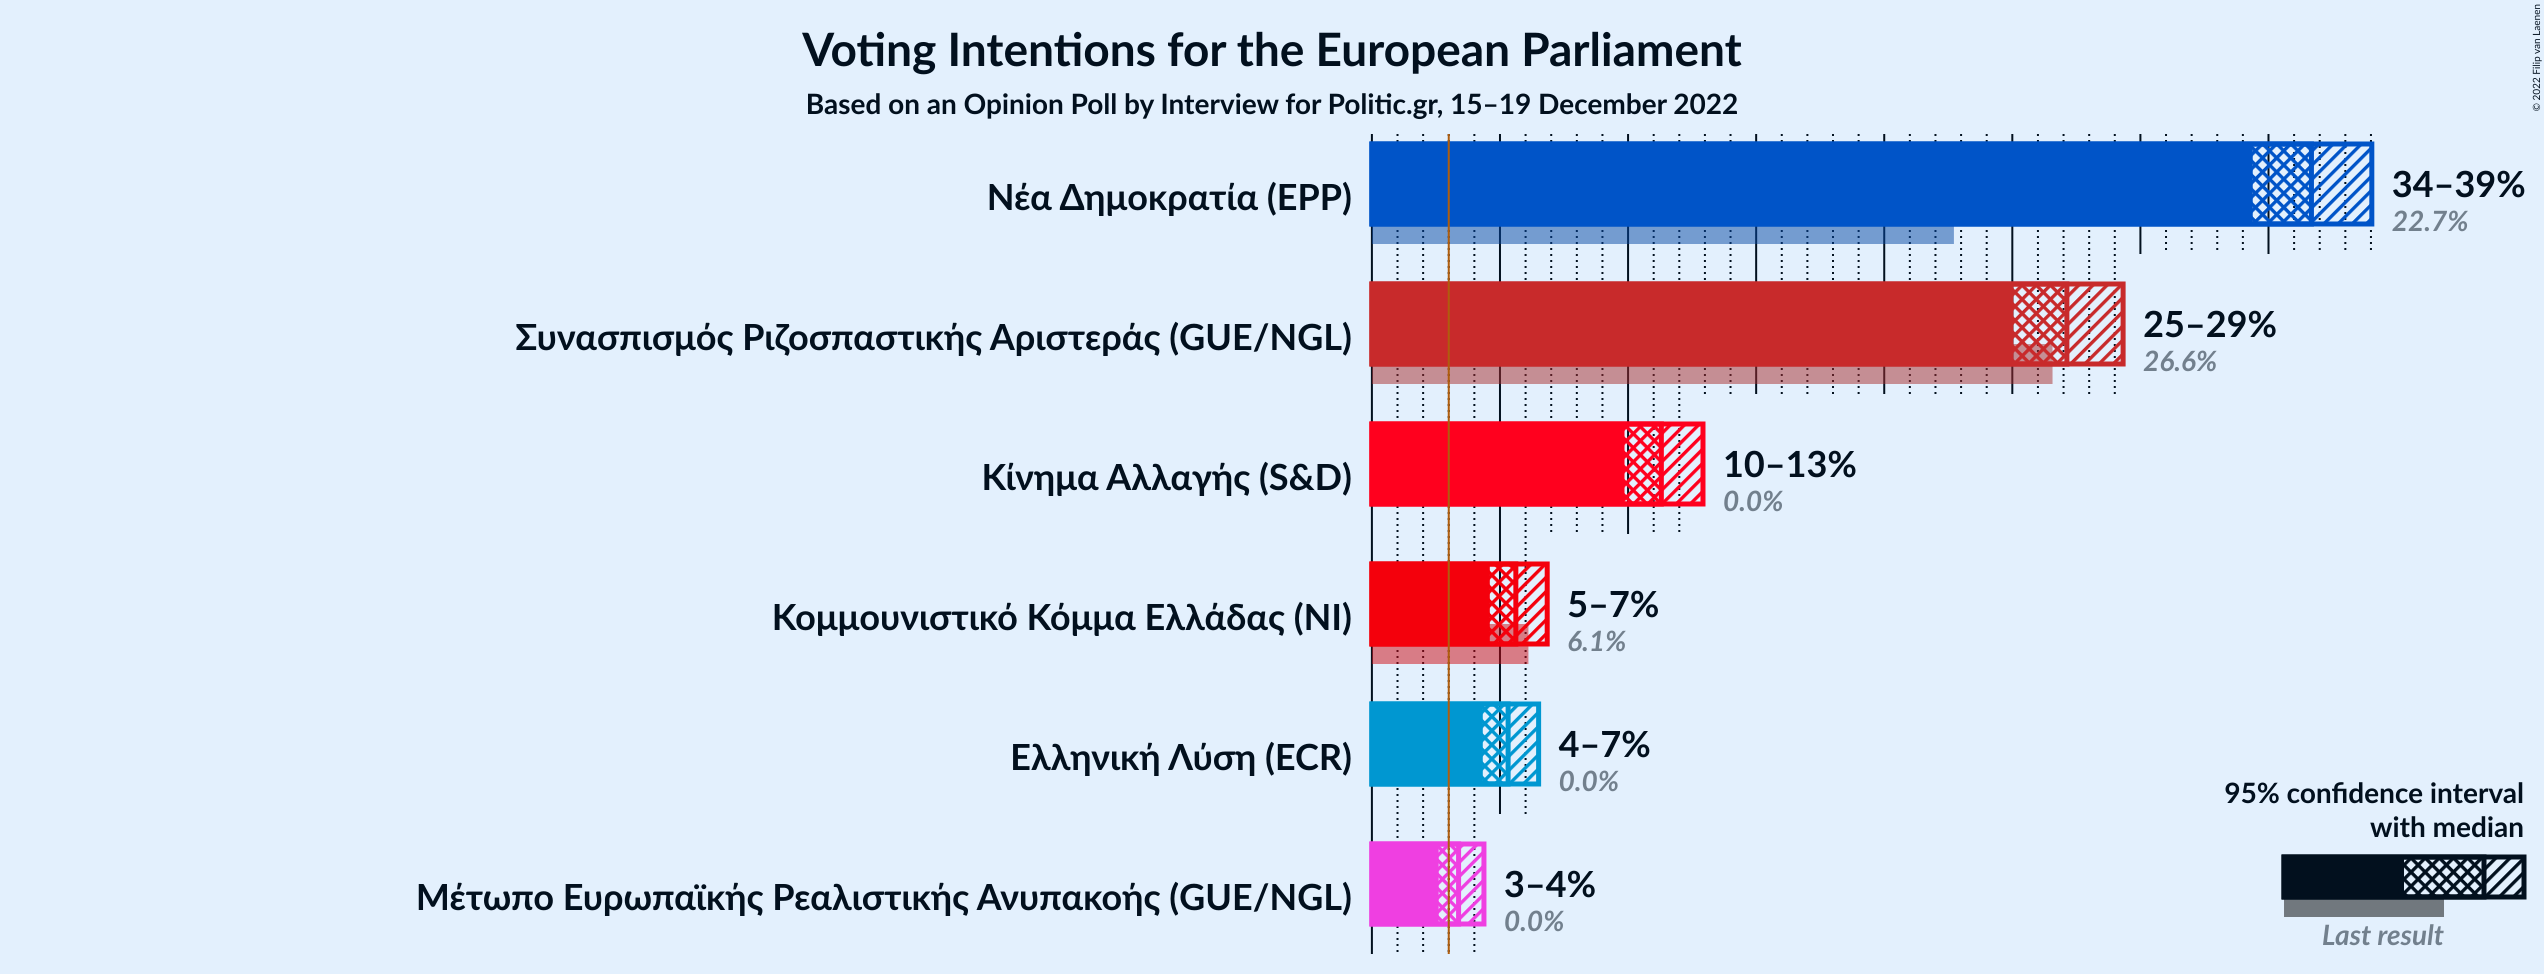 Voting Intentions for the European Parliament
Based on an Opinion Poll by Interview for Politic.gr, 15–19 December 2022
Νέα Δημοκρατία (EPP)
34–39%
22.7%
Συνασπισμός Ριζοσπαστικής Αριστεράς (GUE/NGL)
25–29%
26.6%
Κίνημα Αλλαγής (S&D)
10–13%
0.0%
Κομμουνιστικό Κόμμα Ελλάδας (NI)
5–7%
6.1%
Ελληνική Λύση (ECR)
4–7%
0.0%
Μέτωπο Ευρωπαϊκής Ρεαλιστικής Ανυπακοής (GUE/NGL)
3–4%
0.0%
95% confidence interval
with median
Last result
© 2022 Filip van Laenen